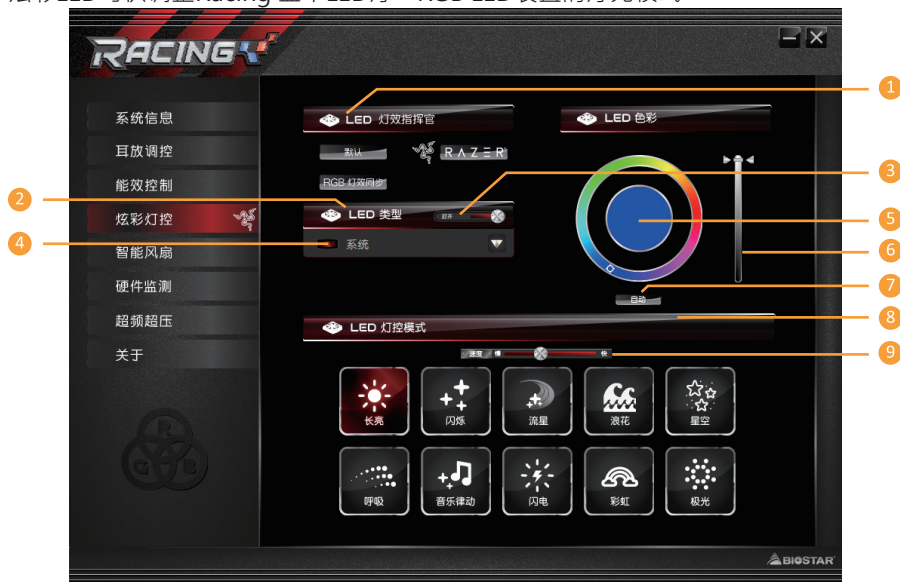 RACING
系统信息
耳放调控
能效控制
炫彩灯控
智能风扇
硬件监测
超频超压
关于
R
G B
LED 灯效指挥官
默认 RAZER
RGB 灯效同步
LED 类型 打开
系统
LED 色彩
自动
LED 灯控模式
速度 慢 快
长亮 闪烁 流星 浪花 星空
呼吸 音乐律动 闪电 彩虹 极光
BIOSTAR
1
2
3
4
5
6
7
8
9